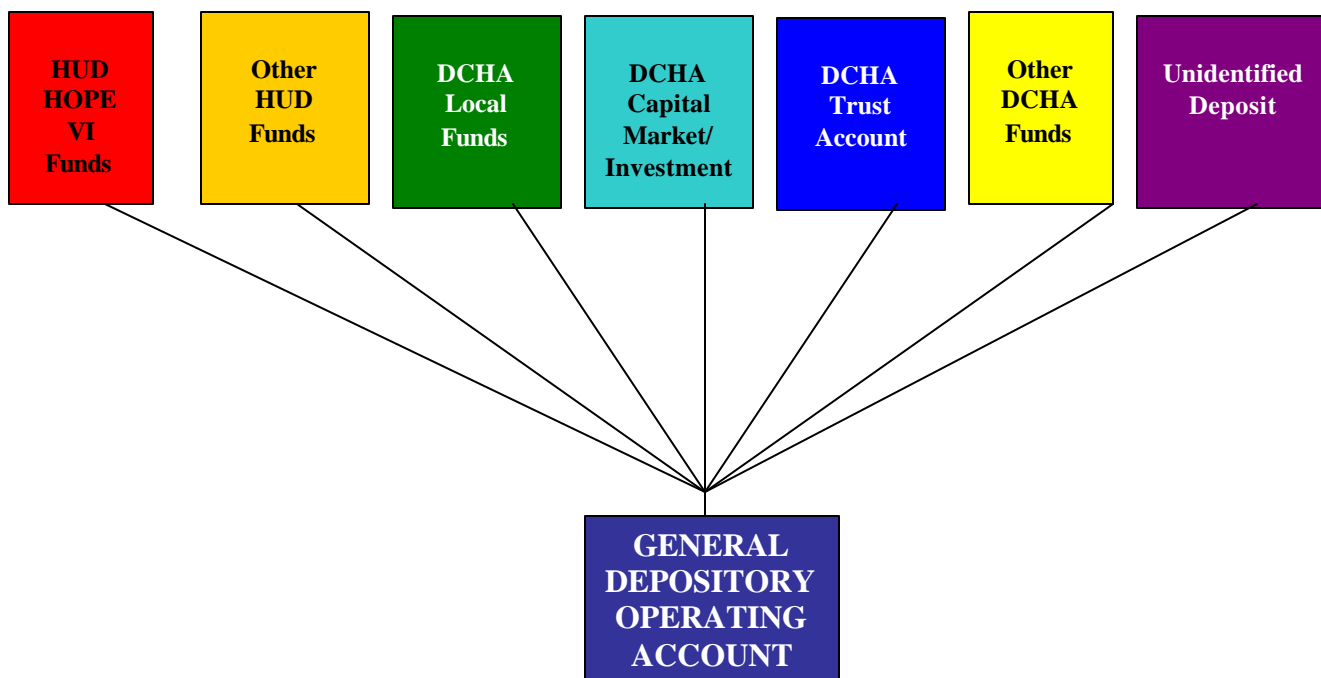 HUD
HOPE
VI
Funds
Other
HUD
Funds
DCHA
Local
Funds
DCHA
Capital
Market/
Investment
DCHA
Trust
Account
Other
DCHA
Funds
Unidentified
Deposit
GENERAL
DEPOSITORY
OPERATING
ACCOUNT